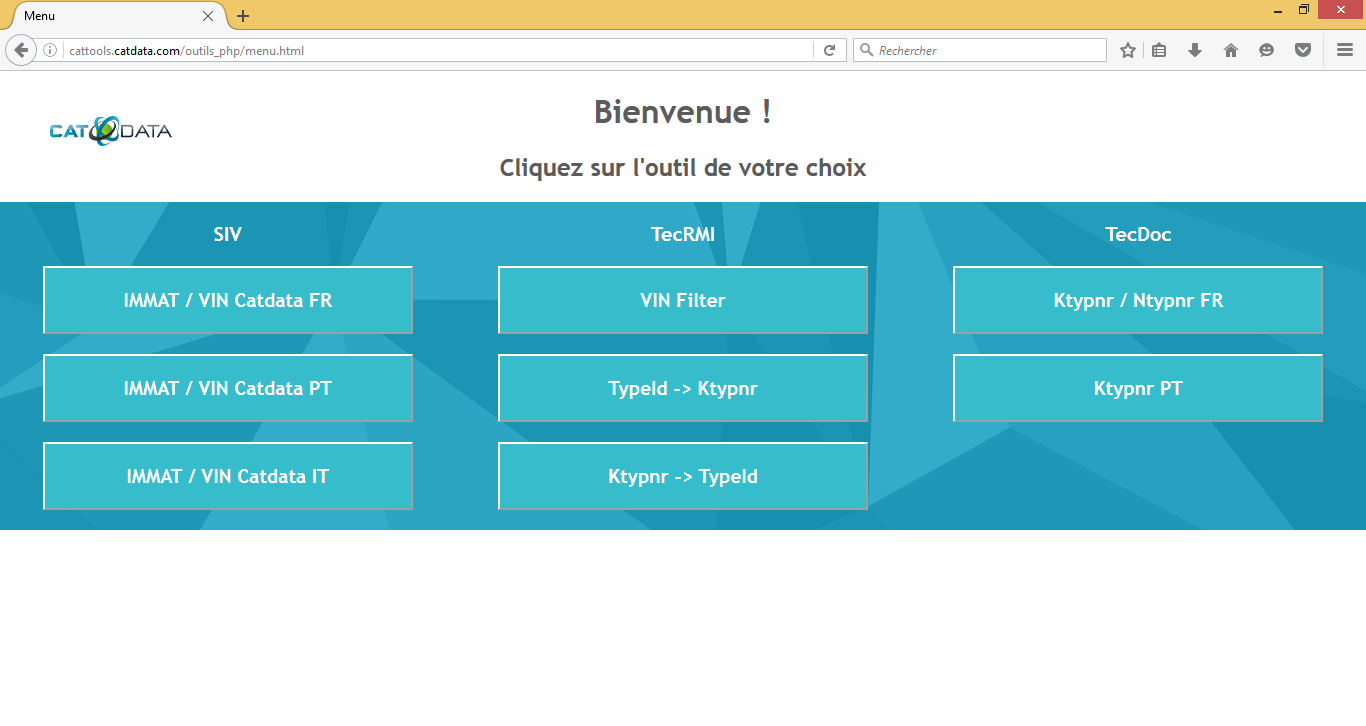 Menu
cattools.catdata.com/outils_php/menu.html
Rechercher
CAT DATA
Bienvenue !
Cliquez sur l'outil de votre choix
SIV
IMMAT / VIN Catdata FR
IMMAT / VIN Catdata PT
IMMAT / VIN Catdata IT
TecRMI
VIN Filter
TypeId -> Ktypnr
Ktypnr -> TypeId
TecDoc
Ktypnr / Ntypnr FR
Ktypnr PT